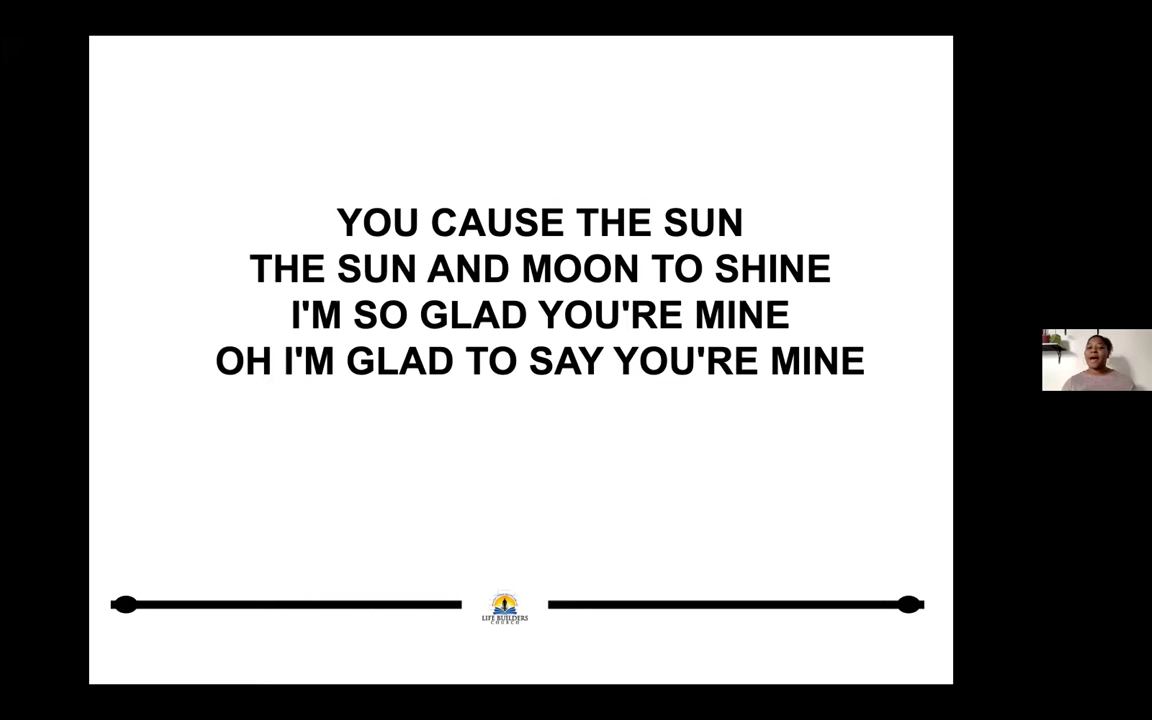 YOU CAUSE THE SUN
THE SUN AND MOON TO SHINE
I'M SO GLAD YOU'RE MINE
OH I'M GLAD TO SAY YOU'RE MINE
LIFE BUILDERS
CHURCH